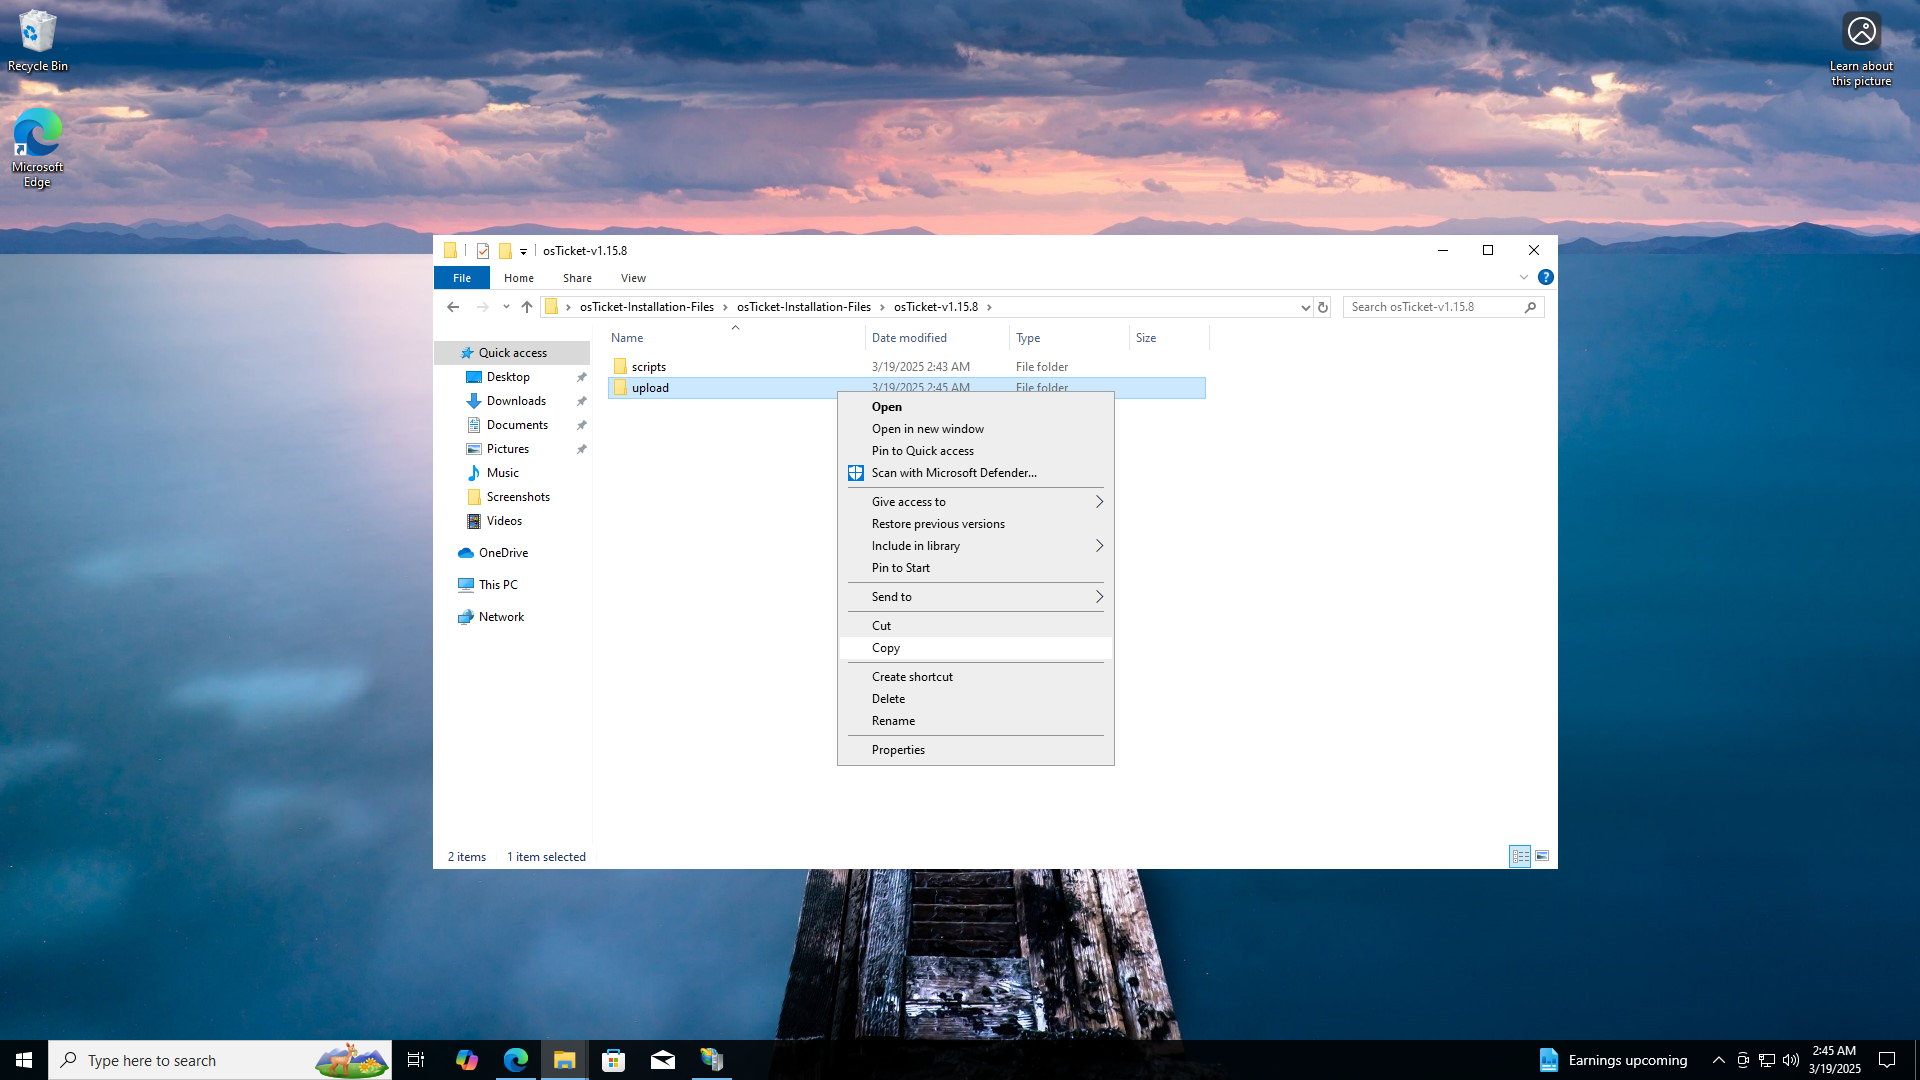 Recycle Bin
Microsoft
Edge
Learn about
this picture
osTicket-v1.15.8
File
Home
Share
View
osTicket-Installation-Files
osTicket-Installation-Files
osTicket-v1.15.8
Search osTicket-v1.15.8
Name
Date modified
Type
Size
scripts
3/19/2025 2:43 AM
File folder
upload
3/19/2025 2:45 AM
File folder
Quick access
Desktop
Downloads
Documents
Pictures
Music
Screenshots
Videos
OneDrive
This PC
Network
Open
Open in new window
Pin to Quick access
Scan with Microsoft Defender...
Give access to
Restore previous versions
Include in library
Pin to Start
Send to
Cut
Copy
Create shortcut
Delete
Rename
Properties
2 items
1 item selected
Type here to search
Earnings upcoming
2:45 AM
3/19/2025